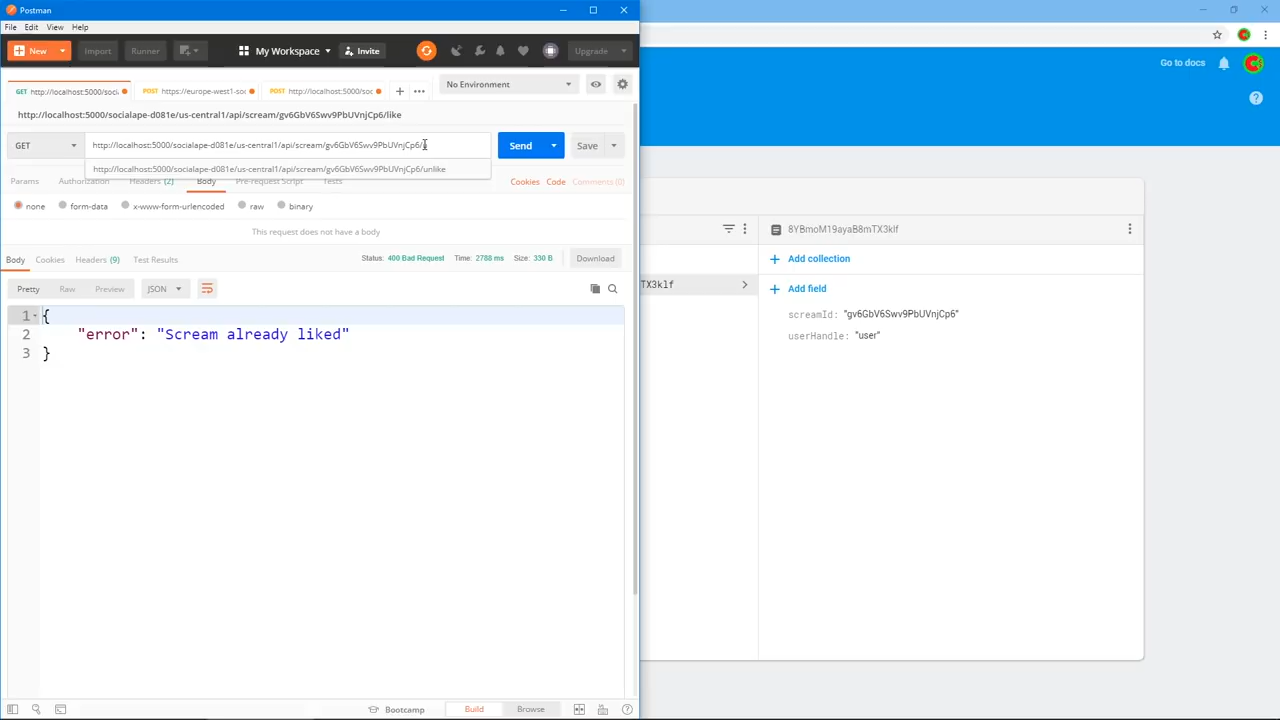 Postman
File Edit View Help
New Import Runner My Workspace Invite Upgrade
Go to docs
GET http://localhost:5000/socia POST https://europe-west1-soc POST http://localhost:5000/soc No Environment
http://localhost:5000/socialape-d081e/us-central1/api/scream/gv6GbV6Swv9PbUVnjCp6/like
GET http://localhost:5000/socialape-d081e/us-central1/api/scream/gv6GbV6Swv9PbUVnjCp6/ Send Save
http://localhost:5000/socialape-d081e/us-central1/api/scream/gv6GbV6Swv9PbUVnjCp6/unlike
Params Authorization Headers (2) Body Pre-request Script Tests Cookies Code Comments (0)
none form-data x-www-form-urlencoded raw binary
This request does not have a body
Body Cookies Headers (9) Test Results Status: 400 Bad Request Time: 2788 ms Size: 330 B Download
Pretty Raw Preview JSON
1 {
2 "error": "Scream already liked"
3 }
TX3klf
8YBmoM19ayaB8mTX3klf
Add collection
Add field
screamId: "gv6GbV6Swv9PbUVnjCp6"
userHandle: "user"
Bootcamp Build Browse